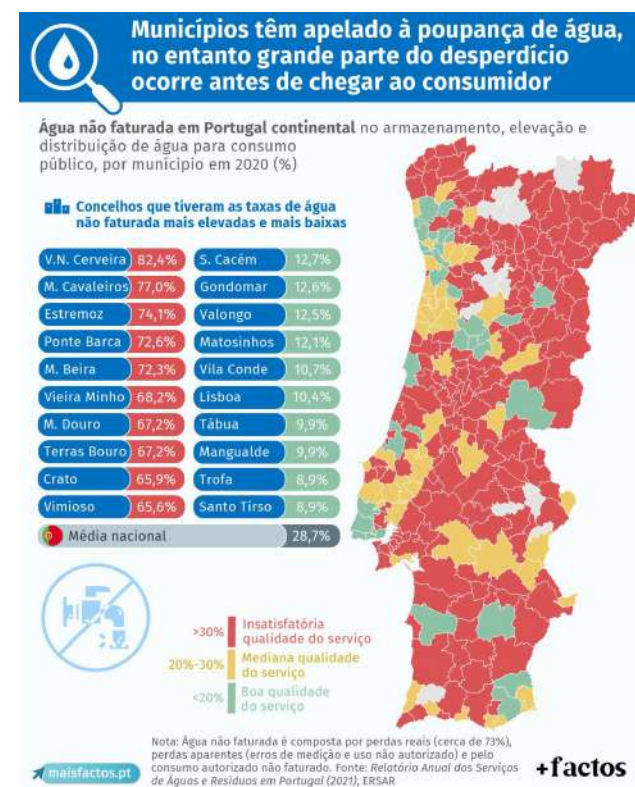 Municípios têm apelado à poupança de água,
no entanto grande parte do desperdício
ocorre antes de chegar ao consumidor
Água não faturada em Portugal continental no armazenamento, elevação e
distribuição de água para consumo
público, por município em 2020 (%)
Concelhos que tiveram as taxas de água
não faturada mais elevadas e mais baixas
V.N. Cerveira 82,4% S. Cacém 12,7%
M. Cavaleiros 77,0% Gondomar 12,6%
Estremoz 74,1% Valongo 12,5%
Ponte Barca 72,6% Matosinhos 12,1%
M. Beira 72,3% Vila Conde 10,7%
Vieira Minho 68,2% Lisboa 10,4%
M. Douro 67,2% Tábua 9,9%
Terras Bouro 67,2% Mangualde 9,9%
Crato 65,9% Trofa 8,9%
Vimioso 65,6% Santo Tirso 8,9%
Média nacional 28,7%
>30% Insatisfatória
qualidade do serviço
20%-30% Mediana qualidade
do serviço
<20% Boa qualidade
do serviço
Nota: Água não faturada é composta por perdas reais (cerca de 73%),
perdas aparentes (erros de medição e uso não autorizado) e pelo
consumo autorizado não faturado. Fonte: Relatório Anual dos Serviços
de Águas e Resíduos em Portugal (2021), ERSAR
maisfactos.pt
+factos